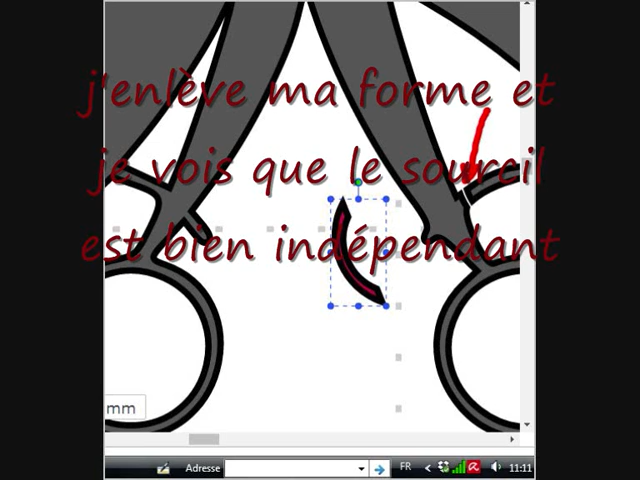 j'enlève ma forme et
je vois que le sourcil
est bien indépendant
mm
Adresse
FR
11:11